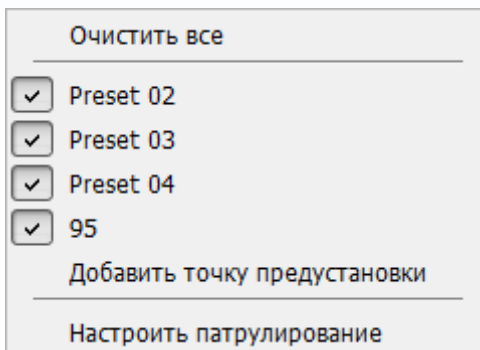 Очистить все
Preset 02
Preset 03
Preset 04
95
Добавить точку предустановки
Настроить патрулирование